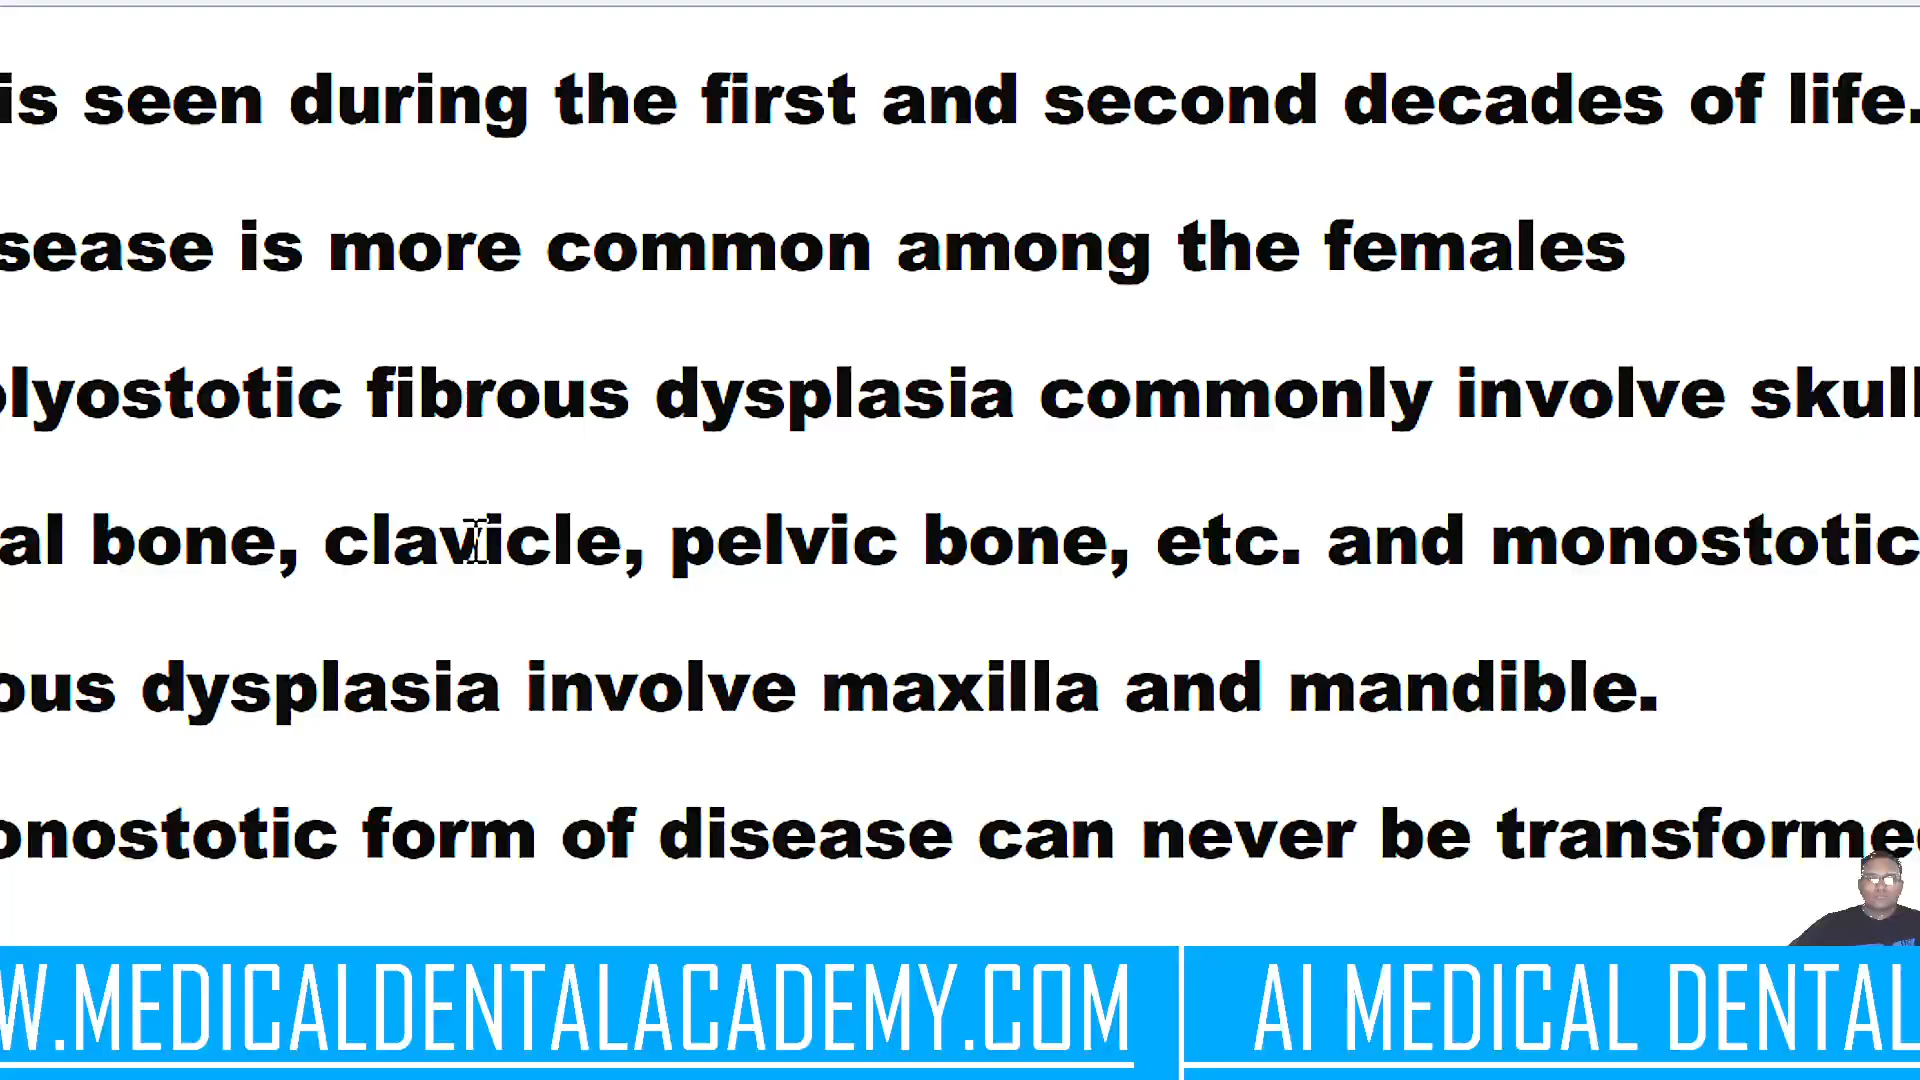 is seen during the first and second decades of life.
sease is more common among the females
olyostotic fibrous dysplasia commonly involve skull
al bone, clavicle, pelvic bone, etc. and monostotic
ous dysplasia involve maxilla and mandible.
onostotic form of disease can never be transformed
W.MEDICALDENTALACADEMY.COM
AI MEDICAL DENTAL